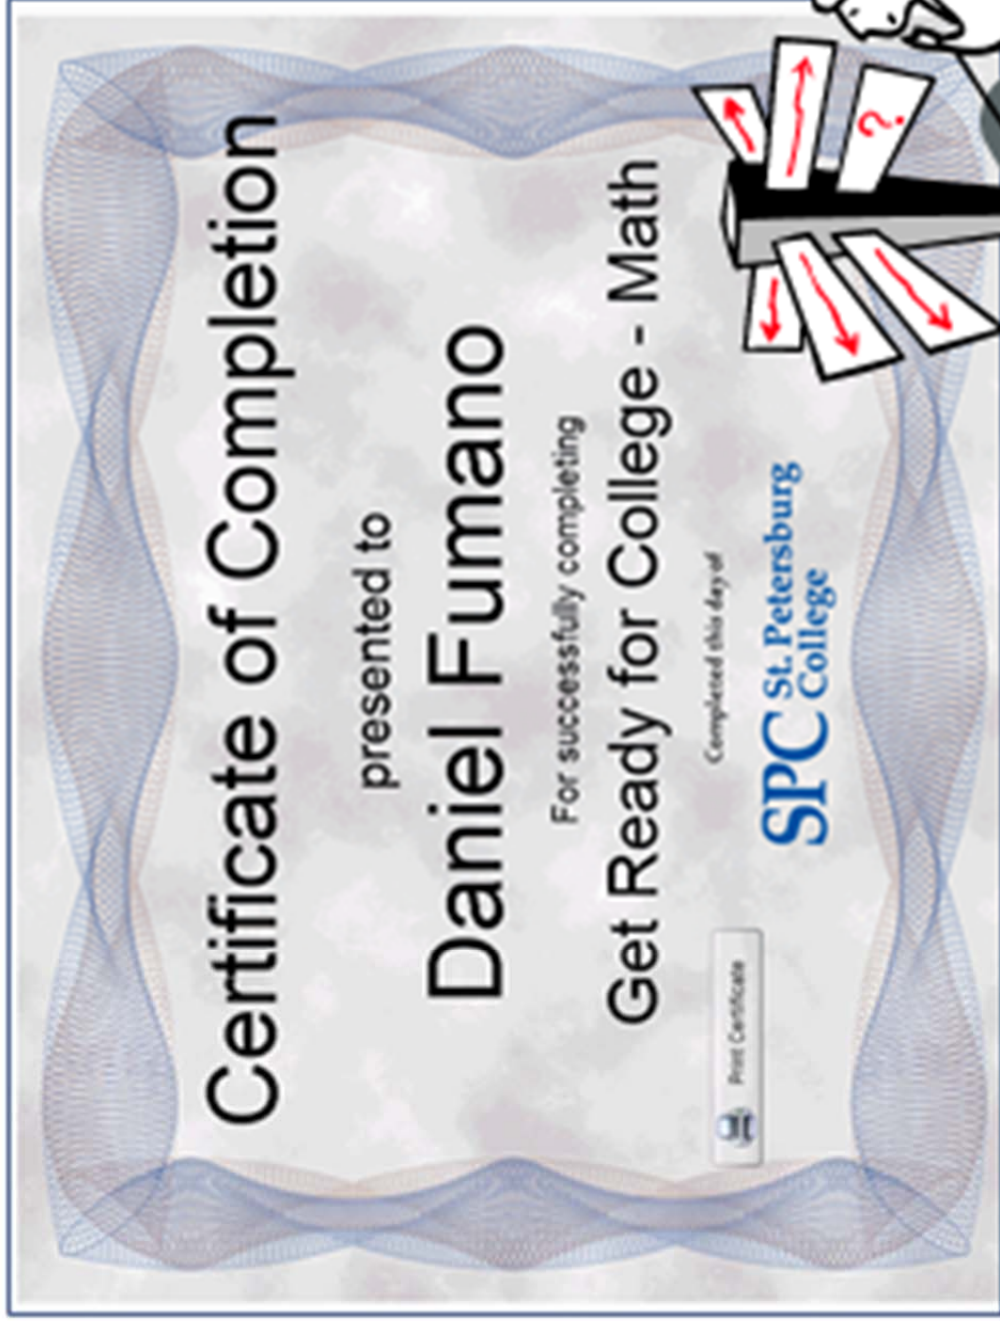 Certificate of Completion
presented to
Daniel Fumano
For successfully completing
Get Ready for College - Math
Completed this day of
Print Certificate
SPC St. Petersburg
College
?